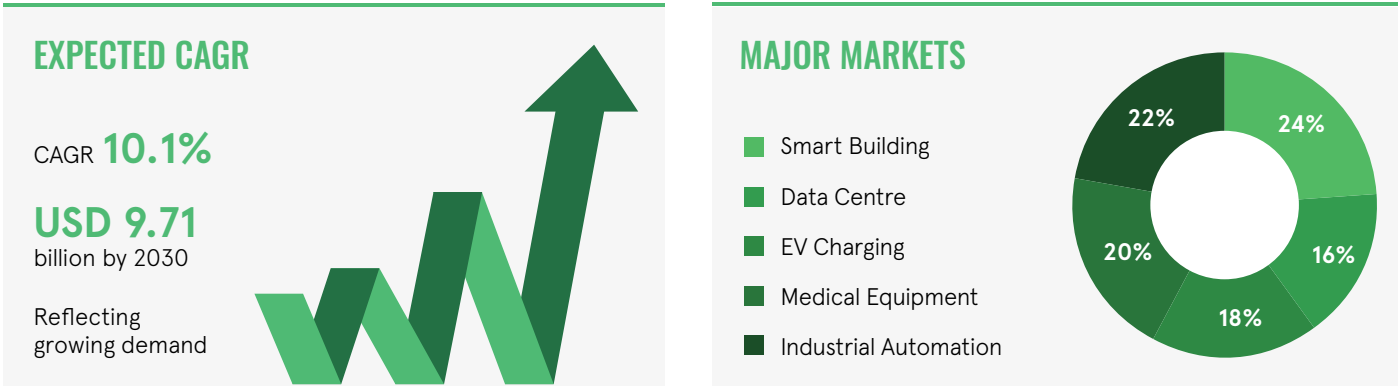 EXPECTED CAGR
CAGR 10.1%
USD 9.71
billion by 2030
Reflecting
growing demand
MAJOR MARKETS
Smart Building
Data Centre
EV Charging
Medical Equipment
Industrial Automation
22%
24%
20%
16%
18%